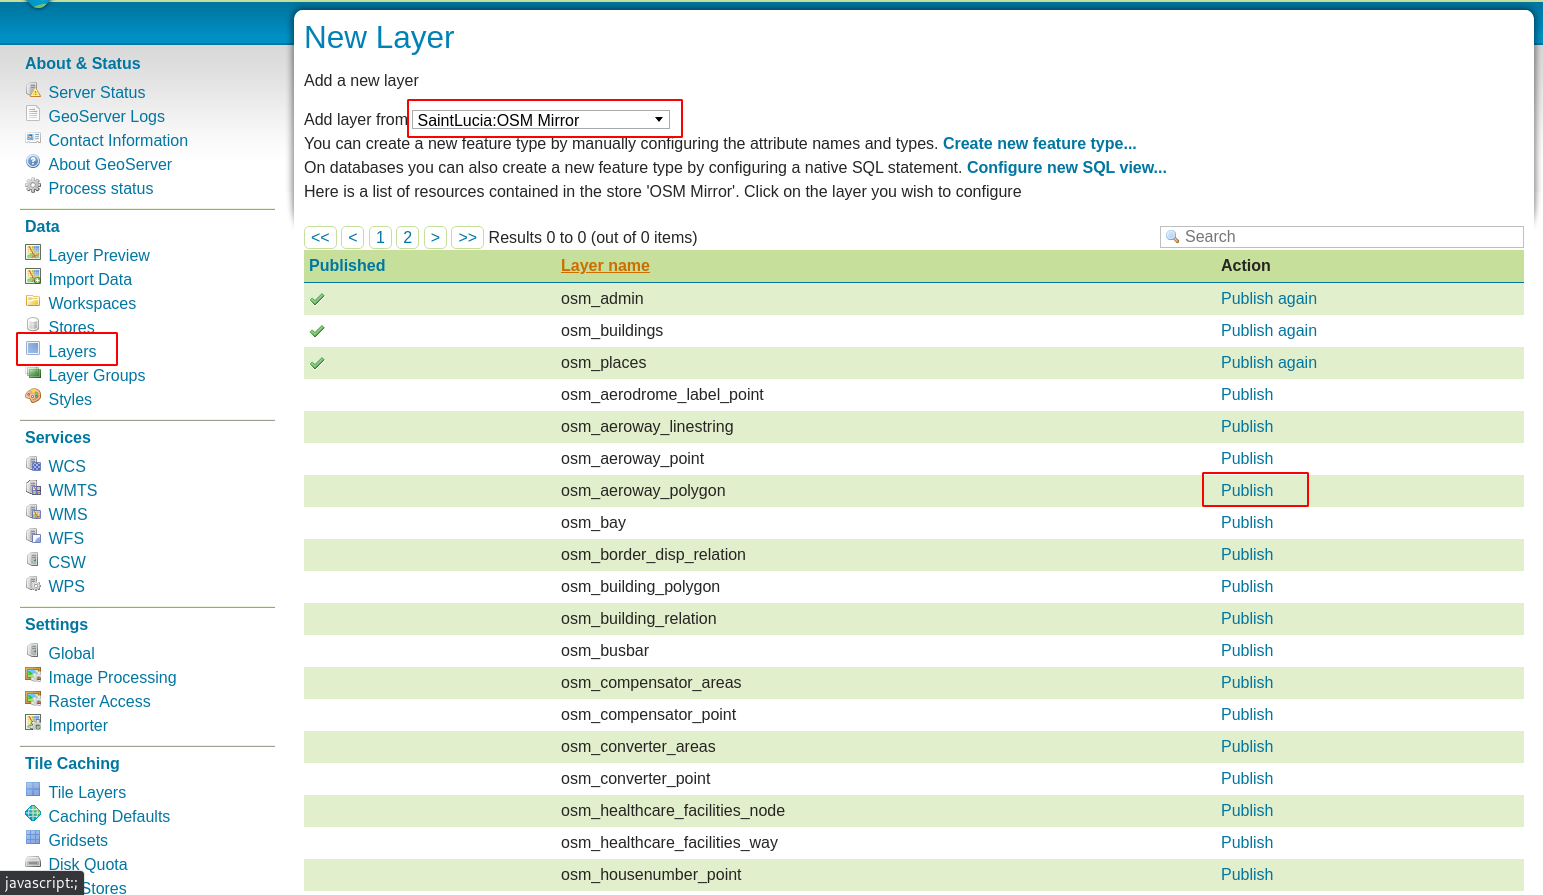 New Layer
Add a new layer
Add layer from SaintLucia:OSM Mirror
You can create a new feature type by manually configuring the attribute names and types. Create new feature type...
On databases you can also create a new feature type by configuring a native SQL statement. Configure new SQL view...
Here is a list of resources contained in the store 'OSM Mirror'. Click on the layer you wish to configure
<< < 1 2 > >> Results 0 to 0 (out of 0 items) Search
Published Layer name Action
osm_admin Publish again
osm_buildings Publish again
osm_places Publish again
osm_aerodrome_label_point Publish
osm_aeroway_linestring Publish
osm_aeroway_point Publish
osm_aeroway_polygon Publish
osm_bay Publish
osm_border_disp_relation Publish
osm_building_polygon Publish
osm_building_relation Publish
osm_busbar Publish
osm_compensator_areas Publish
osm_compensator_point Publish
osm_converter_areas Publish
osm_converter_point Publish
osm_healthcare_facilities_node Publish
osm_healthcare_facilities_way Publish
osm_housenumber_point Publish
About & Status
Server Status
GeoServer Logs
Contact Information
About GeoServer
Process status
Data
Layer Preview
Import Data
Workspaces
Stores
Layers
Layer Groups
Styles
Services
WCS
WMTS
WMS
WFS
CSW
WPS
Settings
Global
Image Processing
Raster Access
Importer
Tile Caching
Tile Layers
Caching Defaults
Gridsets
Disk Quota
Stores
javascript:;